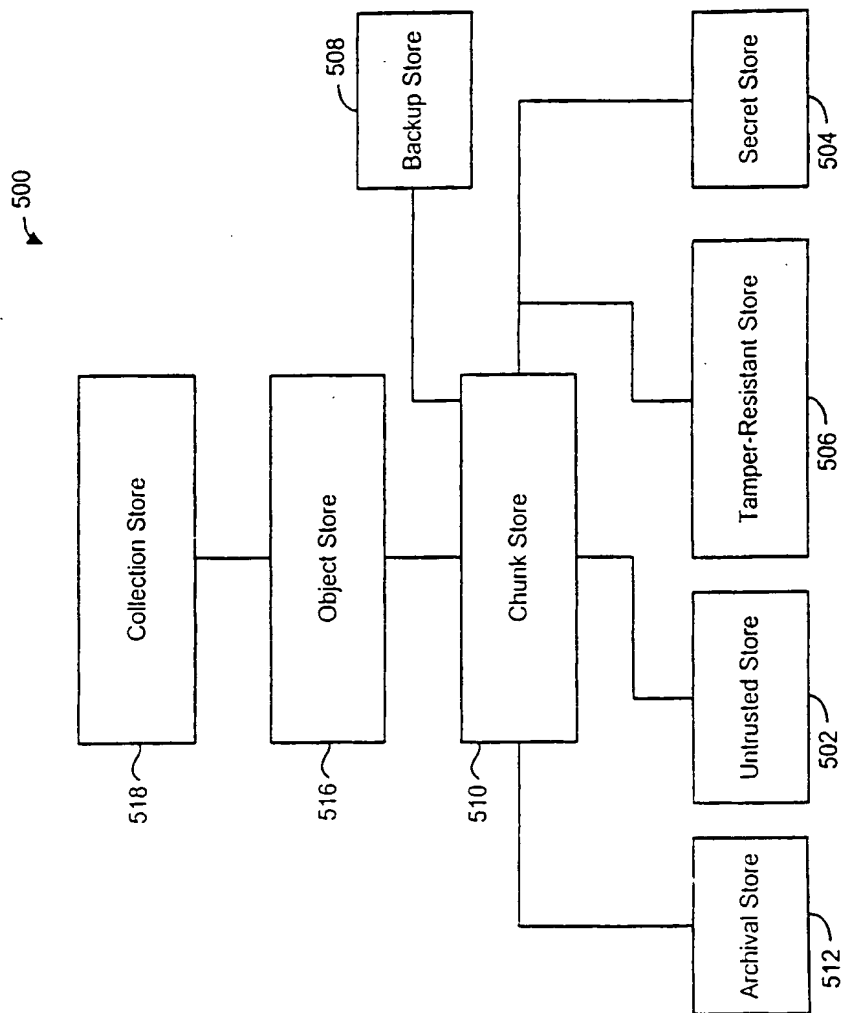 500
Collection Store
518
Object Store
516
Backup Store
508
Chunk Store
510
Archival Store
512
Untrusted Store
502
Tamper-Resistant Store
506
Secret Store
504